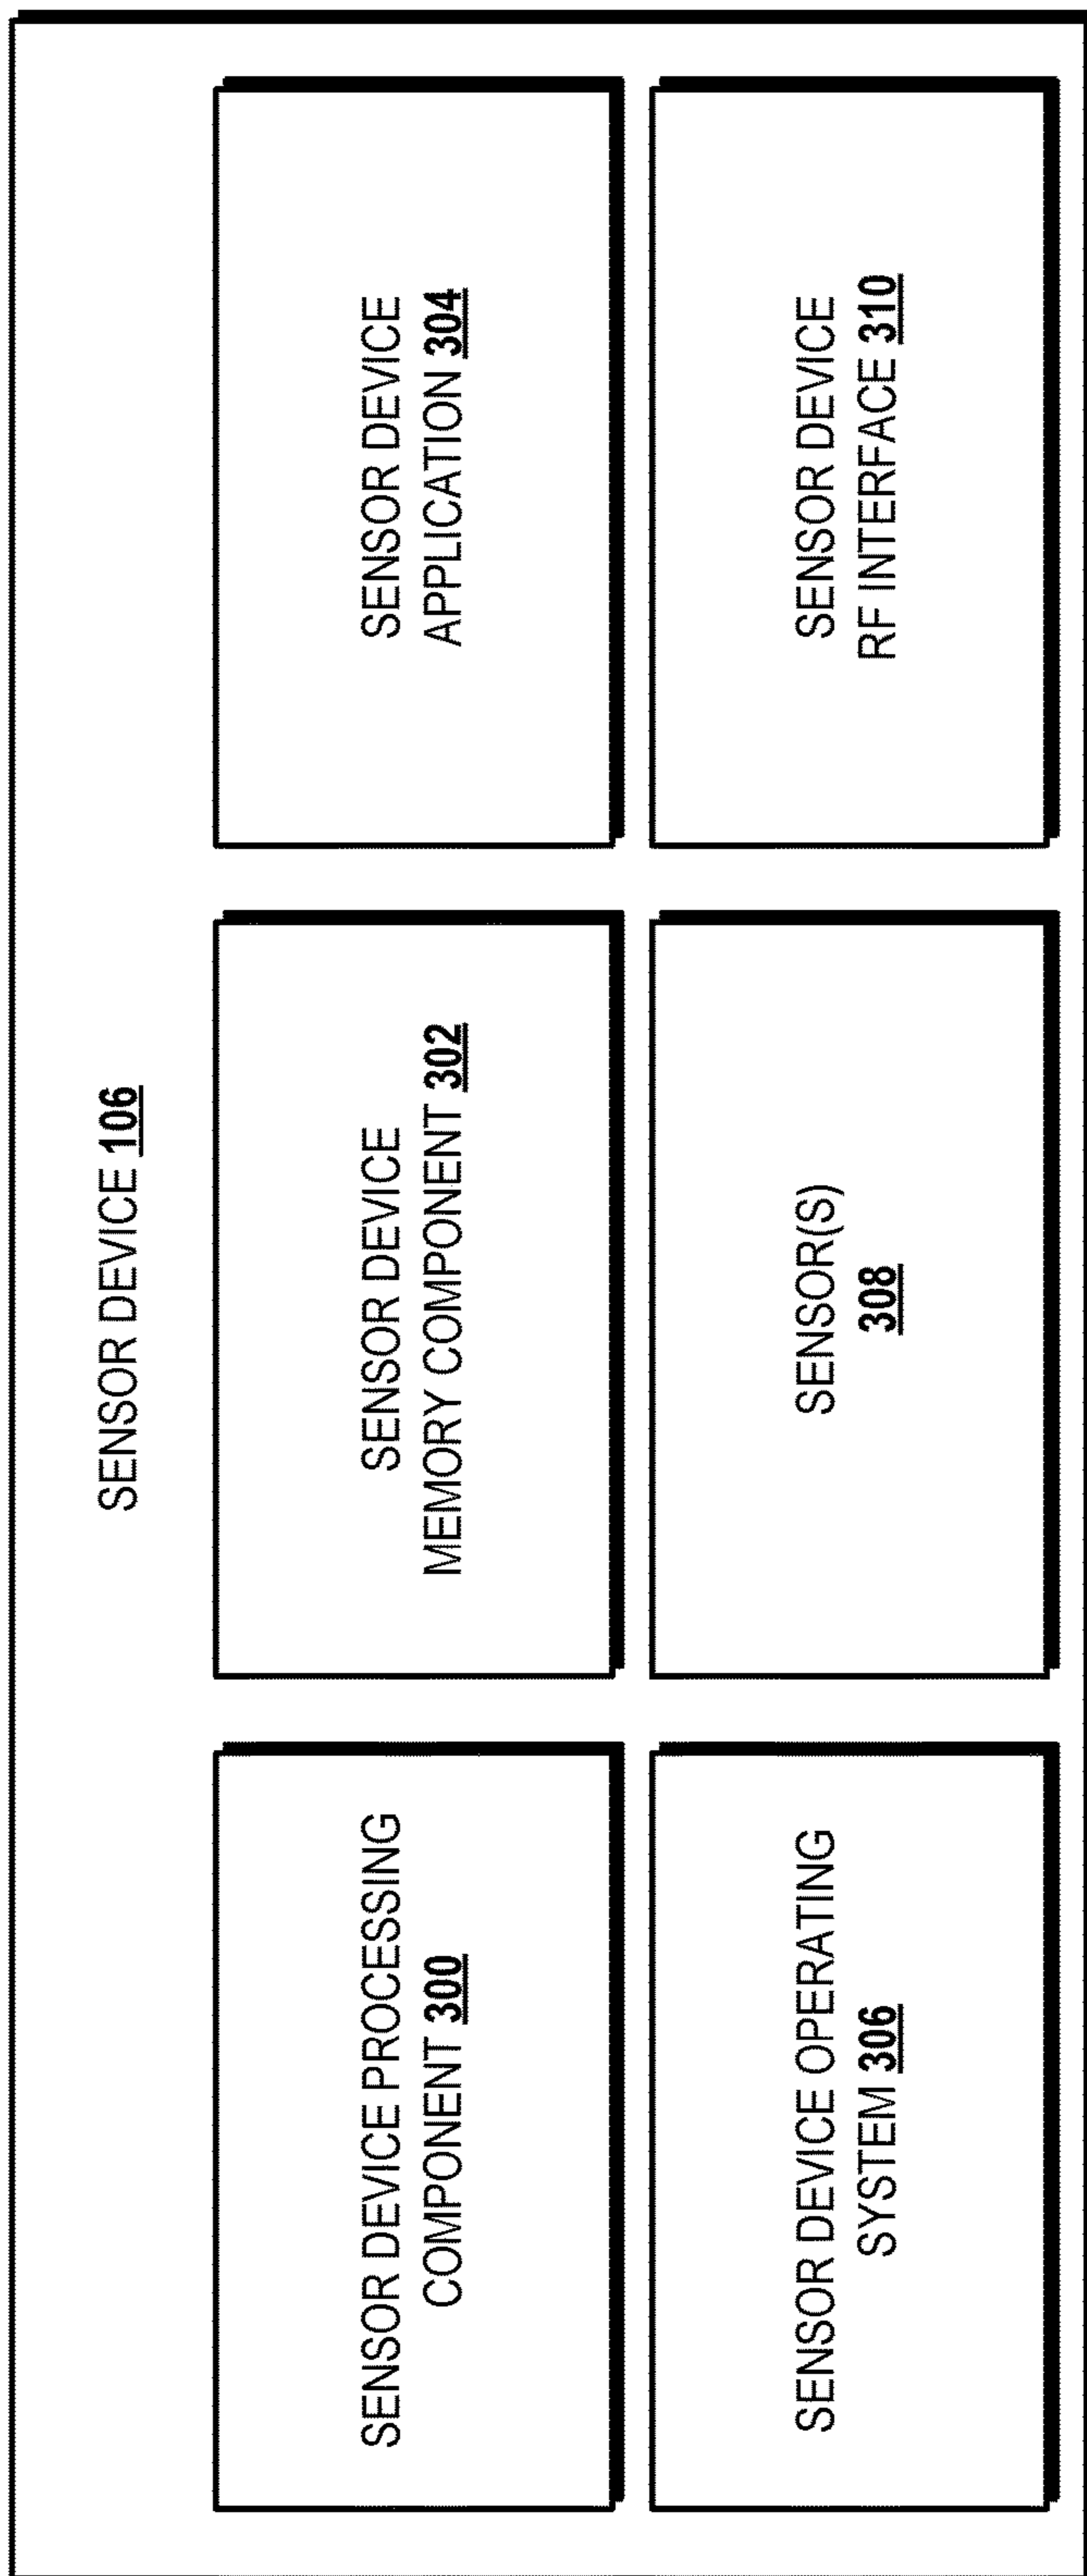 SENSOR DEVICE 106
SENSOR DEVICE PROCESSING
COMPONENT 300
SENSOR DEVICE
MEMORY COMPONENT 302
SENSOR DEVICE
APPLICATION 304
SENSOR DEVICE OPERATING
SYSTEM 306
SENSOR(S)
308
SENSOR DEVICE
RF INTERFACE 310